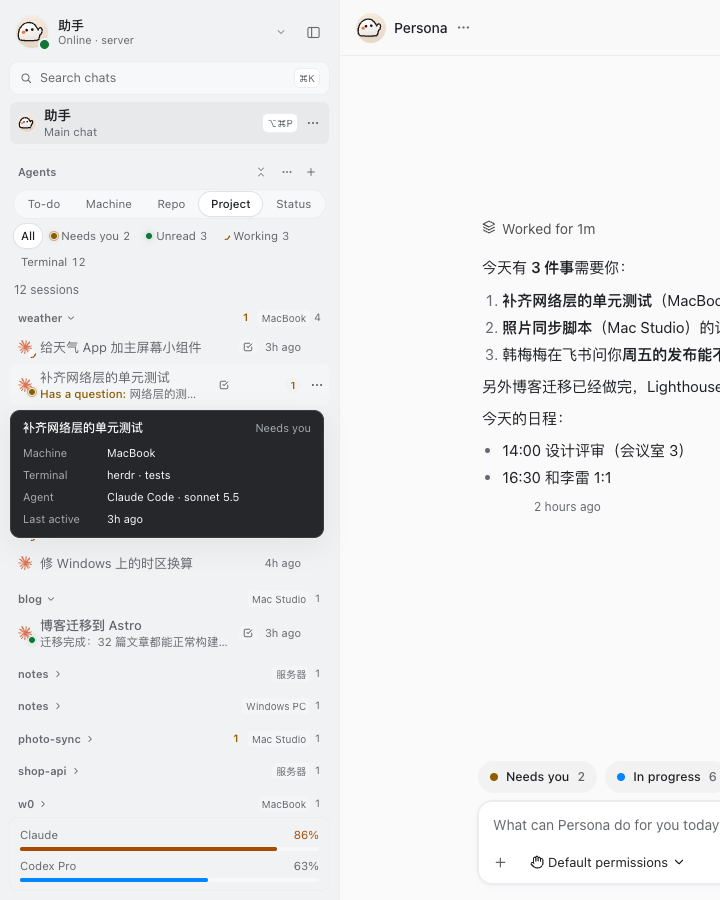 助手
Online · server
Search chats
⌘K
助手
Main chat
⌥⌘P
Agents
To-do Machine Repo Project Status
All Needs you 2 Unread 3 Working 3
Terminal 12
12 sessions
weather 1 MacBook 4
给天气 App 加主屏幕小组件 3h ago
补齐网络层的单元测试
Has a question: 网络层的测… 1
补齐网络层的单元测试 Needs you
Machine MacBook
Terminal herdr · tests
Agent Claude Code · sonnet 5.5
Last active 3h ago
修 Windows 上的时区换算 4h ago
blog Mac Studio 1
博客迁移到 Astro
迁移完成：32 篇文章都能正常构建… 3h ago
notes 服务器 1
notes Windows PC 1
photo-sync 1 Mac Studio 1
shop-api 服务器 1
w0 MacBook 1
Claude 86%
Codex Pro 63%
Persona
Worked for 1m
今天有 3 件事需要你：
1. 补齐网络层的单元测试（MacBoo
2. 照片同步脚本（Mac Studio）的
3. 韩梅梅在飞书问你周五的发布能
另外博客迁移已经做完，Lighthouse
今天的日程：
• 14:00 设计评审（会议室 3）
• 16:30 和李雷 1:1
2 hours ago
Needs you 2 In progress 6
What can Persona do for you today
Default permissions